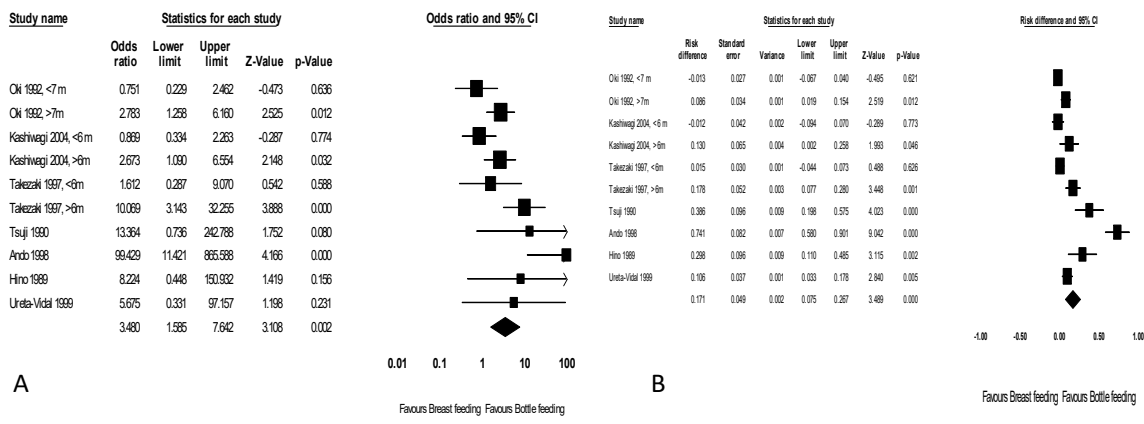 Study name Statistics for each study Odds ratio and 95% CI
Odds ratio Lower limit Upper limit Z-Value p-Value
Oki 1992, <7 m 0.751 0.229 2.462 -0.473 0.636
Oki 1992, >7m 2.783 1.258 6.160 2.525 0.012
Kashiwagi 2004, <6 m 0.869 0.334 2.263 -0.287 0.774
Kashiwagi 2004, >6m 2.673 1.090 6.554 2.148 0.032
Takezaki 1997, <6m 1.612 0.287 9.070 0.542 0.588
Takezaki 1997, >6m 10.069 3.143 32.255 3.888 0.000
Tsuji 1990 13.364 0.736 242.788 1.752 0.080
Ando 1998 99.429 11.421 865.588 4.166 0.000
Hino 1989 8.224 0.448 150.932 1.419 0.156
Ureta-Vidal 1999 5.675 0.331 97.157 1.198 0.231
3.480 1.585 7.642 3.108 0.002
0.01 0.1 1 10 100
A
Favours Breast feeding Favours Bottle feeding
Study name Statistics for each study Risk difference and 95% CI
Risk difference Standard error Variance Lower limit Upper limit Z-Value p-Value
Oki 1992, <7 m -0.013 0.027 0.001 -0.067 0.040 -0.495 0.621
Oki 1992, >7m 0.086 0.034 0.001 0.019 0.154 2.519 0.012
Kashiwagi 2004, <6 m -0.012 0.042 0.002 -0.094 0.070 -0.289 0.773
Kashiwagi 2004, >6m 0.130 0.065 0.004 0.002 0.258 1.993 0.046
Takezaki 1997, <6m 0.015 0.030 0.001 -0.044 0.073 0.488 0.626
Takezaki 1997, >6m 0.178 0.052 0.003 0.077 0.280 3.448 0.001
Tsuji 1990 0.386 0.096 0.009 0.198 0.575 4.023 0.000
Ando 1998 0.741 0.082 0.007 0.580 0.901 9.042 0.000
Hino 1989 0.298 0.096 0.009 0.110 0.485 3.115 0.002
Ureta-Vidal 1999 0.106 0.037 0.001 0.033 0.178 2.840 0.005
0.171 0.049 0.002 0.075 0.267 3.489 0.000
-1.00 -0.50 0.00 0.50 1.00
B
Favours Breast feeding Favours Bottle feeding